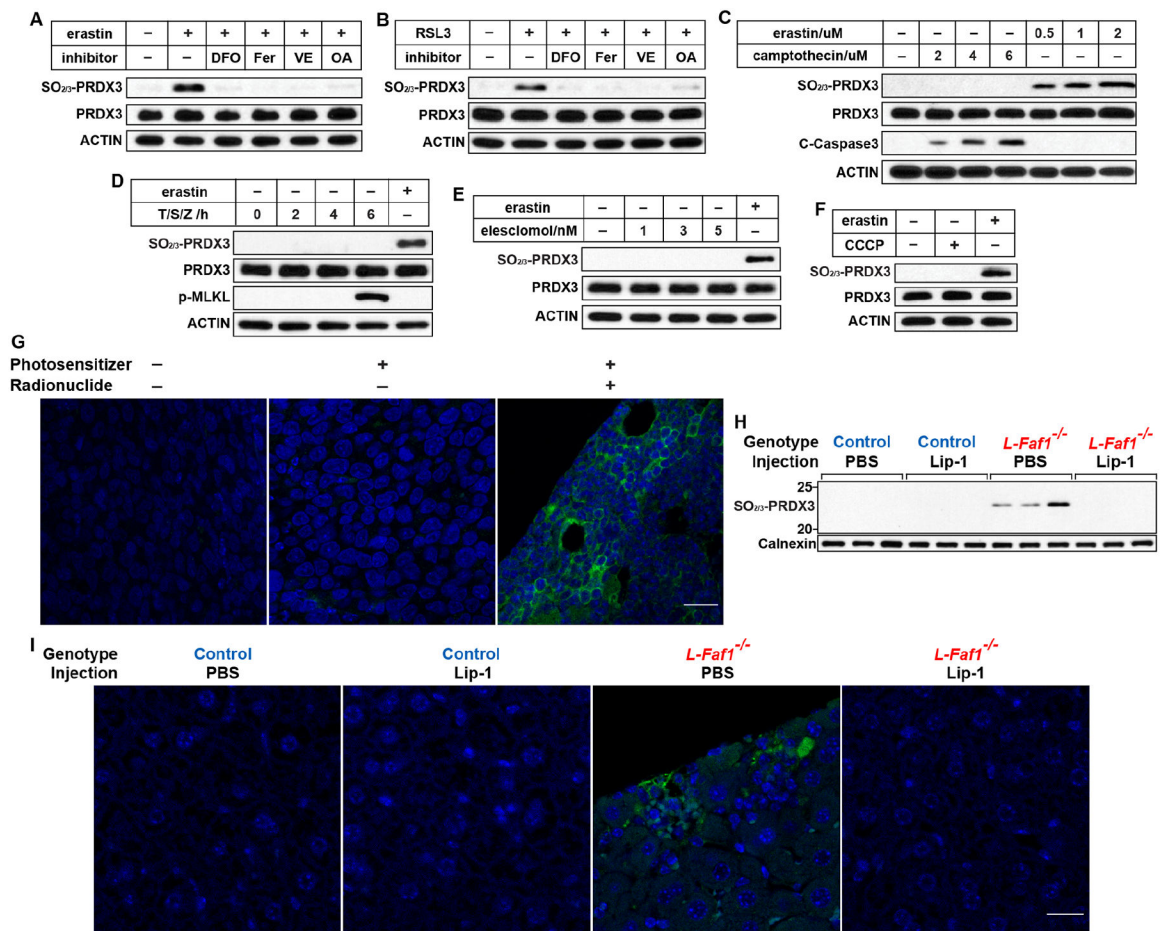 A
erastin – + + + + +
inhibitor – – DFO Fer VE OA
SO2/3-PRDX3
PRDX3
ACTIN
B
RSL3 – + + + + +
inhibitor – – DFO Fer VE OA
SO2/3-PRDX3
PRDX3
ACTIN
C
erastin/uM – – – – 0.5 1 2
camptothecin/uM – 2 4 6 – – –
SO2/3-PRDX3
PRDX3
C-Caspase3
ACTIN
D
erastin – – – – +
T/S/Z /h 0 2 4 6 –
SO2/3-PRDX3
PRDX3
p-MLKL
ACTIN
E
erastin – – – – +
elesclomol/nM – 1 3 5 –
SO2/3-PRDX3
PRDX3
ACTIN
F
erastin – – +
CCCP – + –
SO2/3-PRDX3
PRDX3
ACTIN
G
Photosensitizer – + +
Radionuclide – – +
H
Genotype Control Control L-Faf1-/- L-Faf1-/-
Injection PBS Lip-1 PBS Lip-1
25
SO2/3-PRDX3
20
Calnexin
I
Genotype Control Control L-Faf1-/- L-Faf1-/-
Injection PBS Lip-1 PBS Lip-1